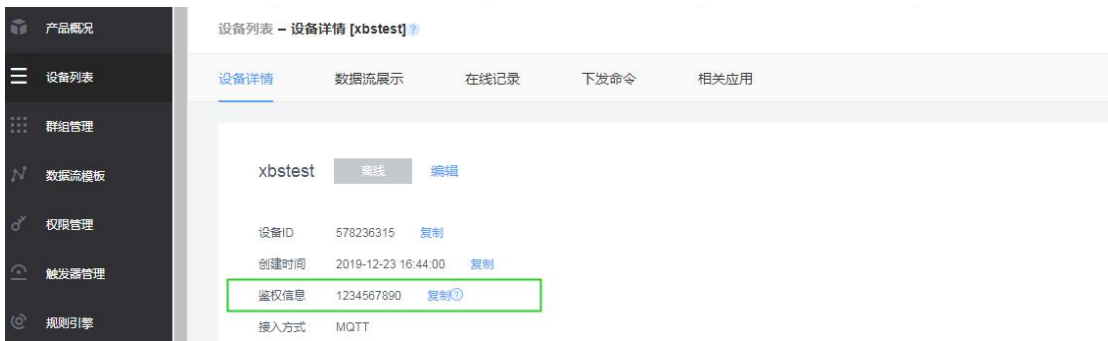 产品概况
设备列表
群组管理
数据流模板
权限管理
触发器管理
规则引擎
设备列表 – 设备详情 [xbstest] ?
设备详情 数据流展示 在线记录 下发命令 相关应用
xbstest 离线 编辑
设备ID 578236315 复制
创建时间 2019-12-23 16:44:00 复制
鉴权信息 1234567890 复制?
接入方式 MQTT